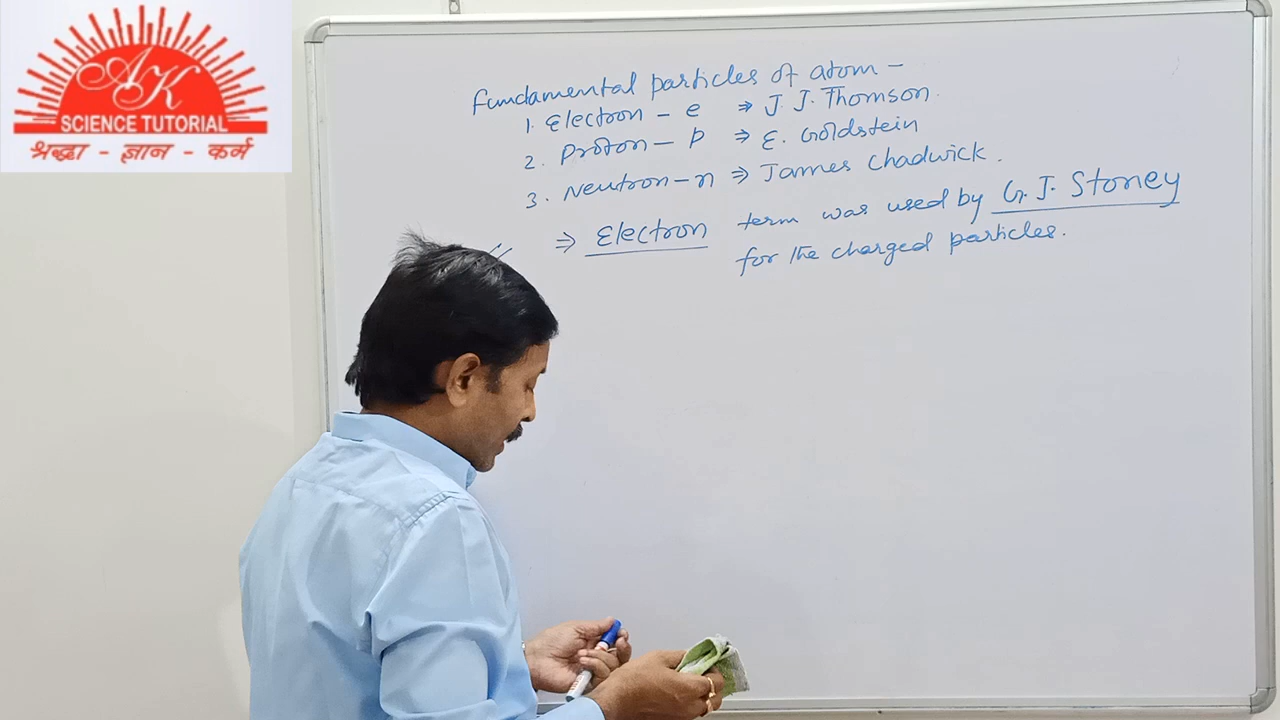 AK
SCIENCE TUTORIAL
श्रद्धा - ज्ञान - कर्म
Fundamental particles of atom -
1. Electron - e ⇒ J. J. Thomson.
2. Proton - p ⇒ E. Goldstein
3. Neutron - n ⇒ James Chadwick.
⇒ Electron term was used by G. J. Stoney
for the charged particles.